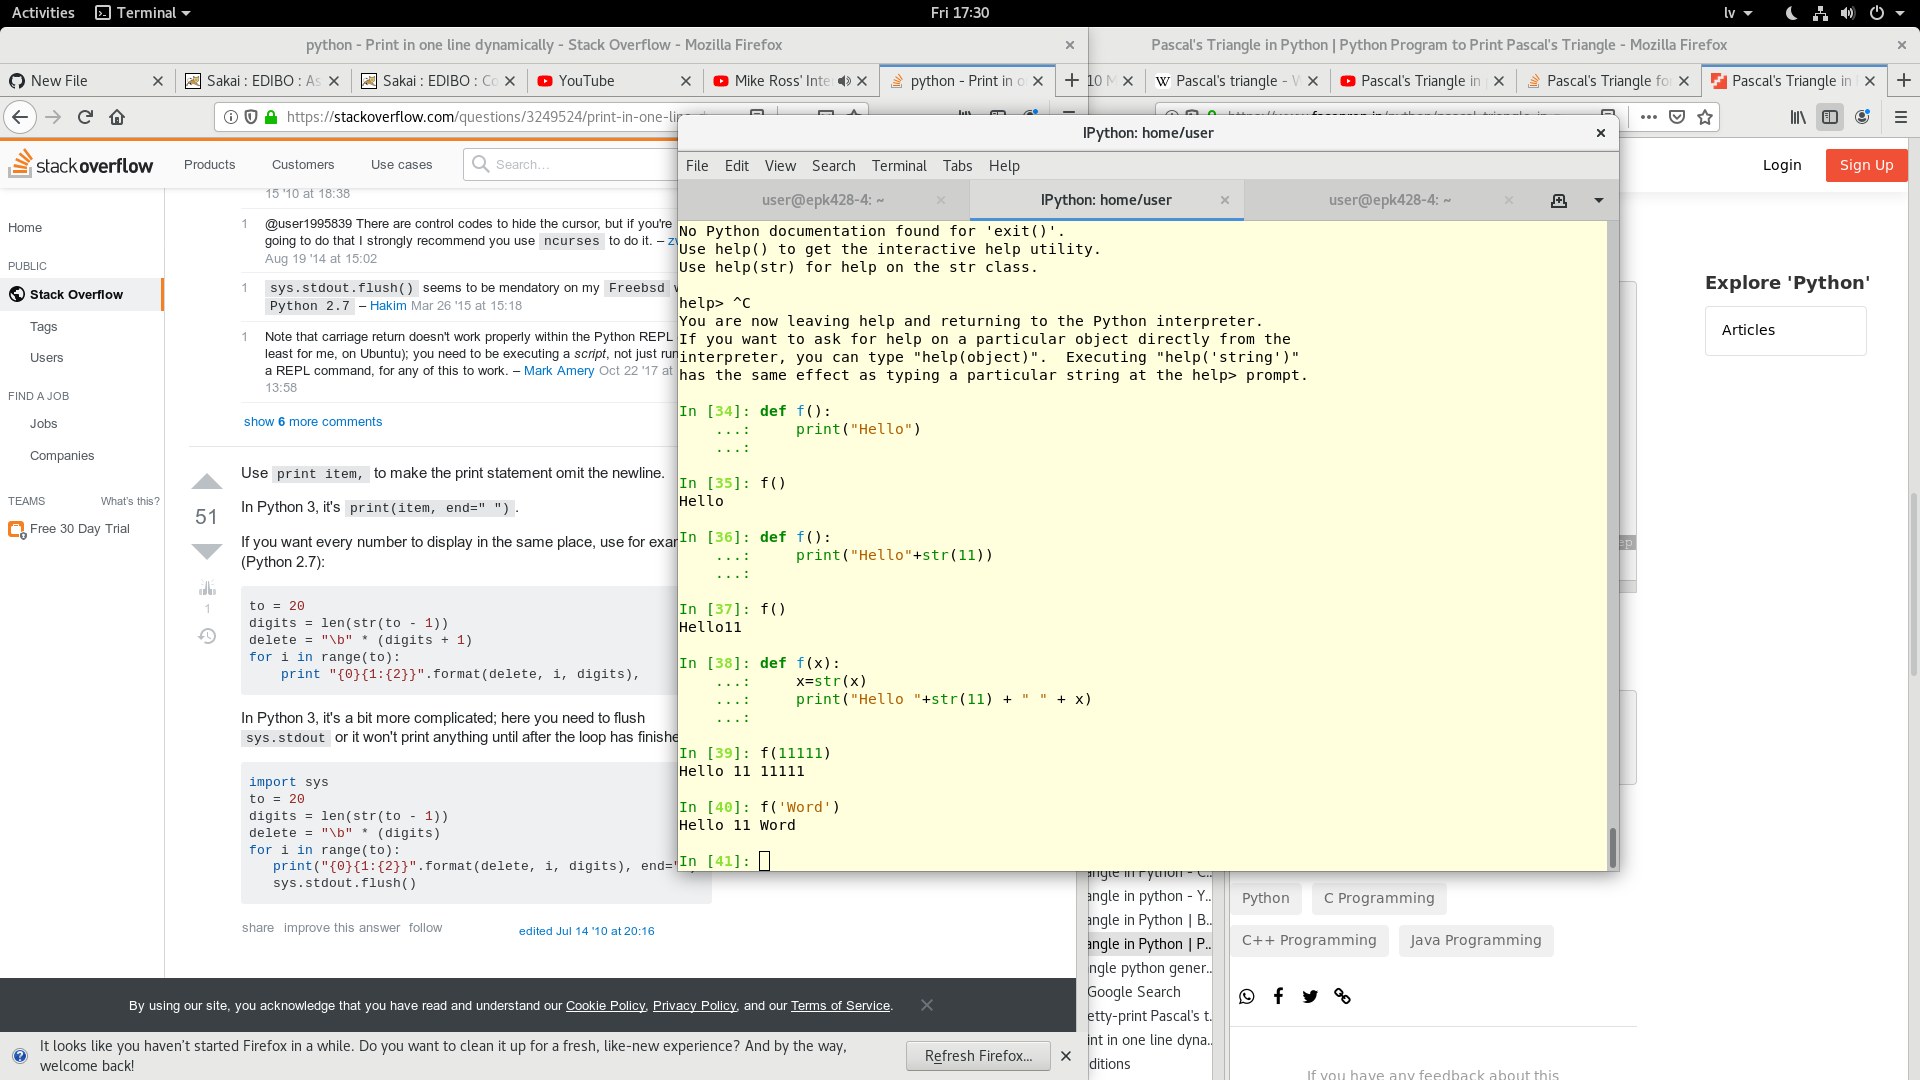 Activities Terminal Fri 17:30 lv
python - Print in one line dynamically - Stack Overflow - Mozilla Firefox
Pascal's Triangle in Python | Python Program to Print Pascal's Triangle - Mozilla Firefox
New File Sakai : EDIBO : As Sakai : EDIBO : Co YouTube Mike Ross' Inte python - Print in o
10 M Pascal's triangle - W Pascal's Triangle in Pascal's Triangle fo Pascal's Triangle in
https://stackoverflow.com/questions/3249524/print-in-one-line-d
stackoverflow Products Customers Use cases Search...
Home
PUBLIC
Stack Overflow
Tags
Users
FIND A JOB
Jobs
Companies
TEAMS What's this?
Free 30 Day Trial
15 '10 at 18:38
1 @user1995839 There are control codes to hide the cursor, but if you're
going to do that I strongly recommend you use ncurses to do it. – zv
Aug 19 '14 at 15:02
1 sys.stdout.flush() seems to be mendatory on my Freebsd
Python 2.7 – Hakim Mar 26 '15 at 15:18
1 Note that carriage return doesn't work properly within the Python REPL
least for me, on Ubuntu); you need to be executing a script, not just run
a REPL command, for any of this to work. – Mark Amery Oct 22 '17 at
13:58
show 6 more comments
51
1
Use print item, to make the print statement omit the newline.
In Python 3, it's print(item, end=" ").
If you want every number to display in the same place, use for exam
(Python 2.7):
to = 20
digits = len(str(to - 1))
delete = "\b" * (digits + 1)
for i in range(to):
    print "{0}{1:{2}}".format(delete, i, digits),
In Python 3, it's a bit more complicated; here you need to flush
sys.stdout or it won't print anything until after the loop has finishe
import sys
to = 20
digits = len(str(to - 1))
delete = "\b" * (digits)
for i in range(to):
   print("{0}{1:{2}}".format(delete, i, digits), end="
   sys.stdout.flush()
share improve this answer follow
edited Jul 14 '10 at 20:16
By using our site, you acknowledge that you have read and understand our Cookie Policy, Privacy Policy, and our Terms of Service.
It looks like you haven't started Firefox in a while. Do you want to clean it up for a fresh, like-new experience? And by the way,
welcome back!
Refresh Firefox...
IPython: home/user
File Edit View Search Terminal Tabs Help
user@epk428-4: ~ IPython: home/user user@epk428-4: ~
No Python documentation found for 'exit()'.
Use help() to get the interactive help utility.
Use help(str) for help on the str class.
help> ^C
You are now leaving help and returning to the Python interpreter.
If you want to ask for help on a particular object directly from the
interpreter, you can type "help(object)".  Executing "help('string')"
has the same effect as typing a particular string at the help> prompt.
In [34]: def f():
    ...:     print("Hello")
    ...:
In [35]: f()
Hello
In [36]: def f():
    ...:     print("Hello"+str(11))
    ...:
In [37]: f()
Hello11
In [38]: def f(x):
    ...:     x=str(x)
    ...:     print("Hello "+str(11) + " " + x)
    ...:
In [39]: f(11111)
Hello 11 11111
In [40]: f('Word')
Hello 11 Word
In [41]:
Login Sign Up
Explore 'Python'
Articles
angle in Python - C..
angle in python - Y..
angle in Python | B..
angle in Python | P..
ngle python gener..
Google Search
etty-print Pascal's t..
int in one line dyna..
ditions
Python C Programming
C++ Programming Java Programming
If you have any feedback about this